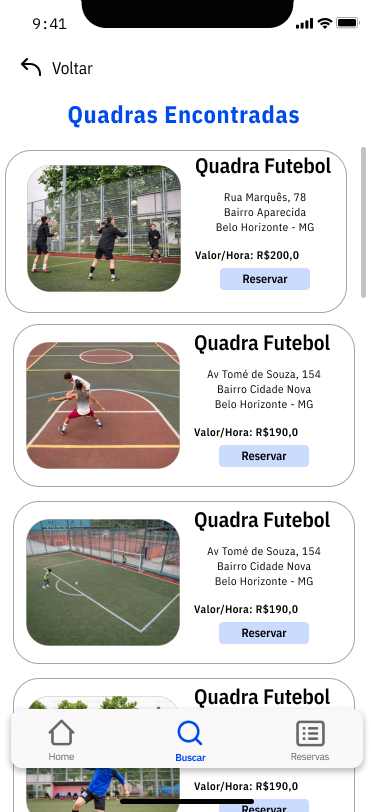 9:41
Voltar
Quadras Encontradas
Quadra Futebol
Rua Marquês, 78
Bairro Aparecida
Belo Horizonte - MG
Valor/Hora: R$200,0
Reservar
Quadra Futebol
Av Tomé de Souza, 154
Bairro Cidade Nova
Belo Horizonte - MG
Valor/Hora: R$190,0
Reservar
Quadra Futebol
Av Tomé de Souza, 154
Bairro Cidade Nova
Belo Horizonte - MG
Valor/Hora: R$190,0
Reservar
Quadra Futebol
Home
Buscar
Reservas
Valor/Hora: R$190,0
Reservar